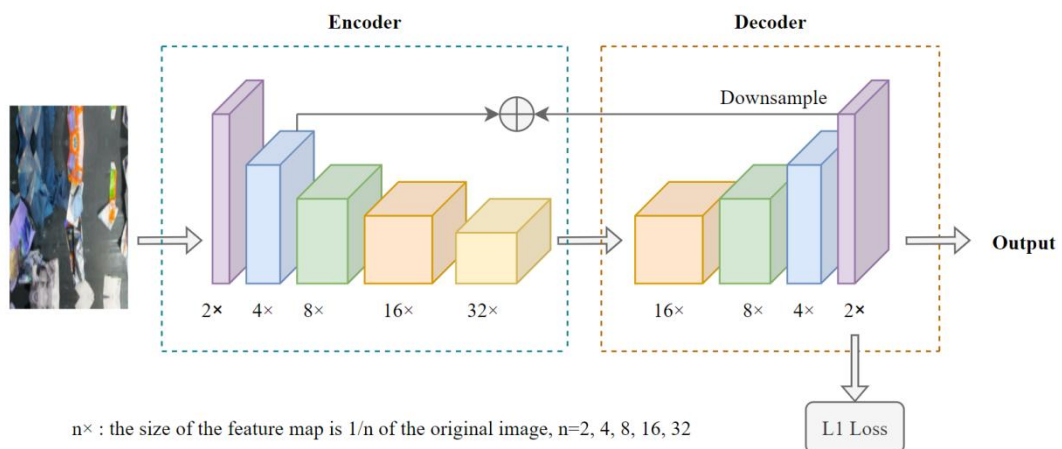 Encoder
Decoder
Downsample
2× 4× 8× 16× 32×
16× 8× 4× 2×
Output
L1 Loss
n× : the size of the feature map is 1/n of the original image, n=2, 4, 8, 16, 32